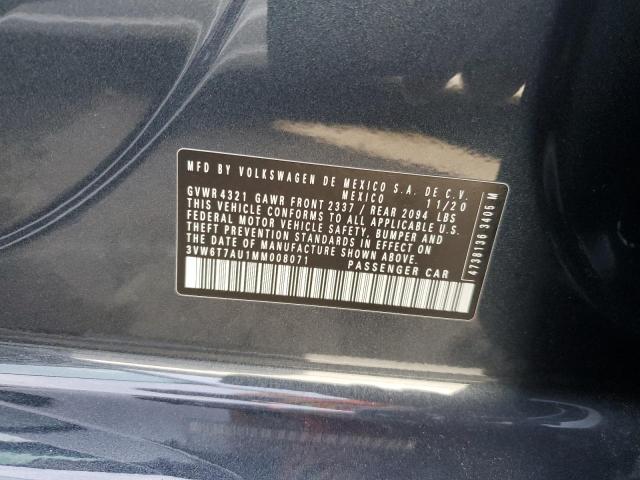 MFD BY VOLKSWAGEN DE MEXICO S.A. DE C.V.
MEXICO 11/20
GVWR 4321 GAWR FRONT 2337 / REAR 2094 LBS
THIS VEHICLE CONFORMS TO ALL APPLICABLE U.S.
FEDERAL MOTOR VEHICLE SAFETY, BUMPER AND
THEFT PREVENTION STANDARDS IN EFFECT ON
THE DATE OF MANUFACTURE SHOWN ABOVE.
3VW6T7AU1MM008071 PASSENGER CAR
4738136 3405 M